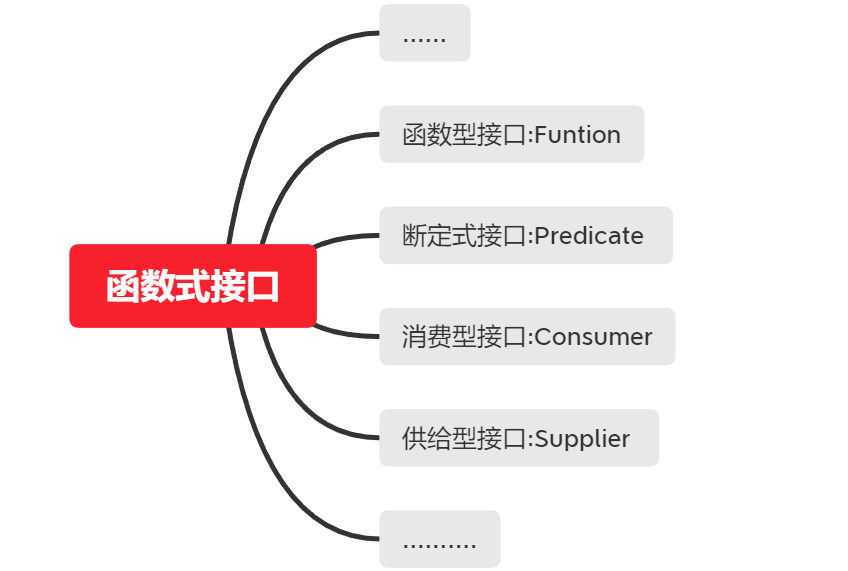 ......
函数型接口:Funtion
断定式接口:Predicate
函数式接口
消费型接口:Consumer
供给型接口:Supplier
..........